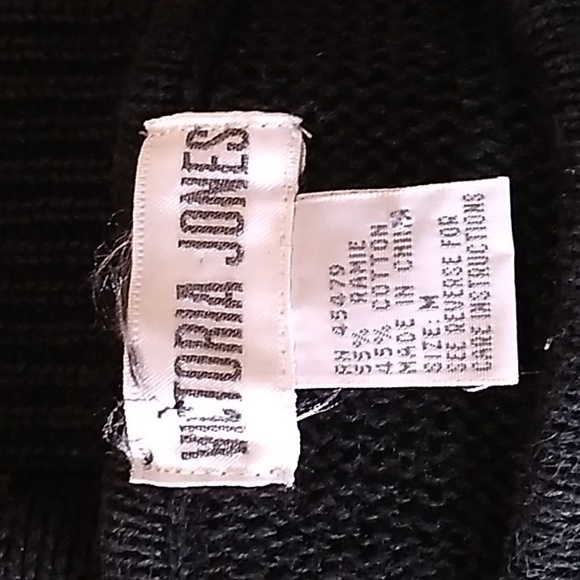 VICTORIA JONES
RN 45479
55% RAMIE
45% COTTON
MADE IN CHINA
SIZE: M
SEE REVERSE FOR
CARE INSTRUCTIONS